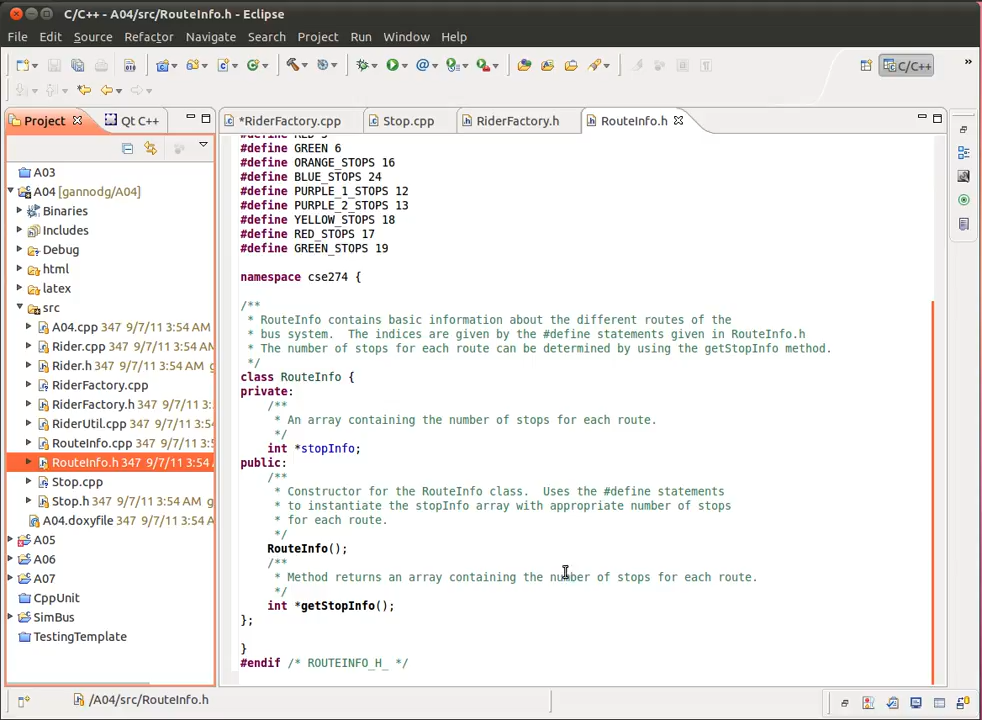 C/C++ - A04/src/RouteInfo.h - Eclipse
File Edit Source Refactor Navigate Search Project Run Window Help
C/C++
Project Qt C++
*RiderFactory.cpp Stop.cpp RiderFactory.h RouteInfo.h
A03
A04 [gannodg/A04]
Binaries
Includes
Debug
html
latex
src
A04.cpp 347 9/7/11 3:54 AM
Rider.cpp 347 9/7/11 3:54 AM
Rider.h 347 9/7/11 3:54 AM g
RiderFactory.cpp
RiderFactory.h 347 9/7/11 3:
RiderUtil.cpp 347 9/7/11 3:5
RouteInfo.cpp 347 9/7/11 3:5
RouteInfo.h 347 9/7/11 3:54
Stop.cpp
Stop.h 347 9/7/11 3:54 AM g
A04.doxyfile 347 9/7/11 3:54 A
A05
A06
A07
CppUnit
SimBus
TestingTemplate
#define RED 5
#define GREEN 6
#define ORANGE_STOPS 16
#define BLUE_STOPS 24
#define PURPLE_1_STOPS 12
#define PURPLE_2_STOPS 13
#define YELLOW_STOPS 18
#define RED_STOPS 17
#define GREEN_STOPS 19
namespace cse274 {
/**
* RouteInfo contains basic information about the different routes of the
* bus system.  The indices are given by the #define statements given in RouteInfo.h
* The number of stops for each route can be determined by using the getStopInfo method.
*/
class RouteInfo {
private:
/**
* An array containing the number of stops for each route.
*/
int *stopInfo;
public:
/**
* Constructor for the RouteInfo class.  Uses the #define statements
* to instantiate the stopInfo array with appropriate number of stops
* for each route.
*/
RouteInfo();
/**
* Method returns an array containing the number of stops for each route.
*/
int *getStopInfo();
};
}
#endif /* ROUTEINFO_H_ */
/A04/src/RouteInfo.h